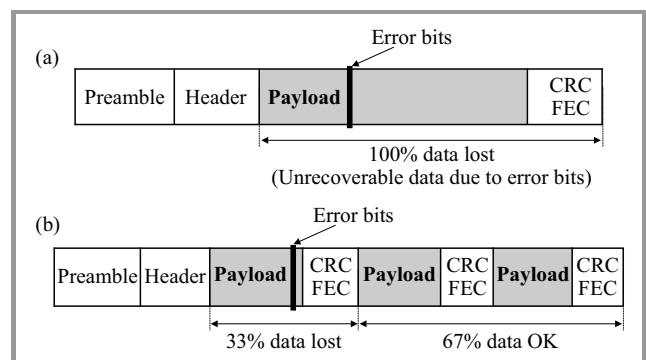 (a)
Error bits
Preamble
Header
Payload
CRC
FEC
100% data lost
(Unrecoverable data due to error bits)
(b)
Error bits
Preamble
Header
Payload
CRC
FEC
Payload
CRC
FEC
Payload
CRC
FEC
33% data lost
67% data OK